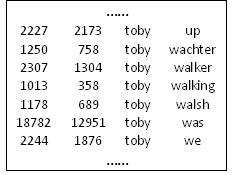 ......
2227 2173 toby up
1250 758 toby wachter
2307 1304 toby walker
1013 358 toby walking
1178 689 toby walsh
18782 12951 toby was
2244 1876 toby we
......